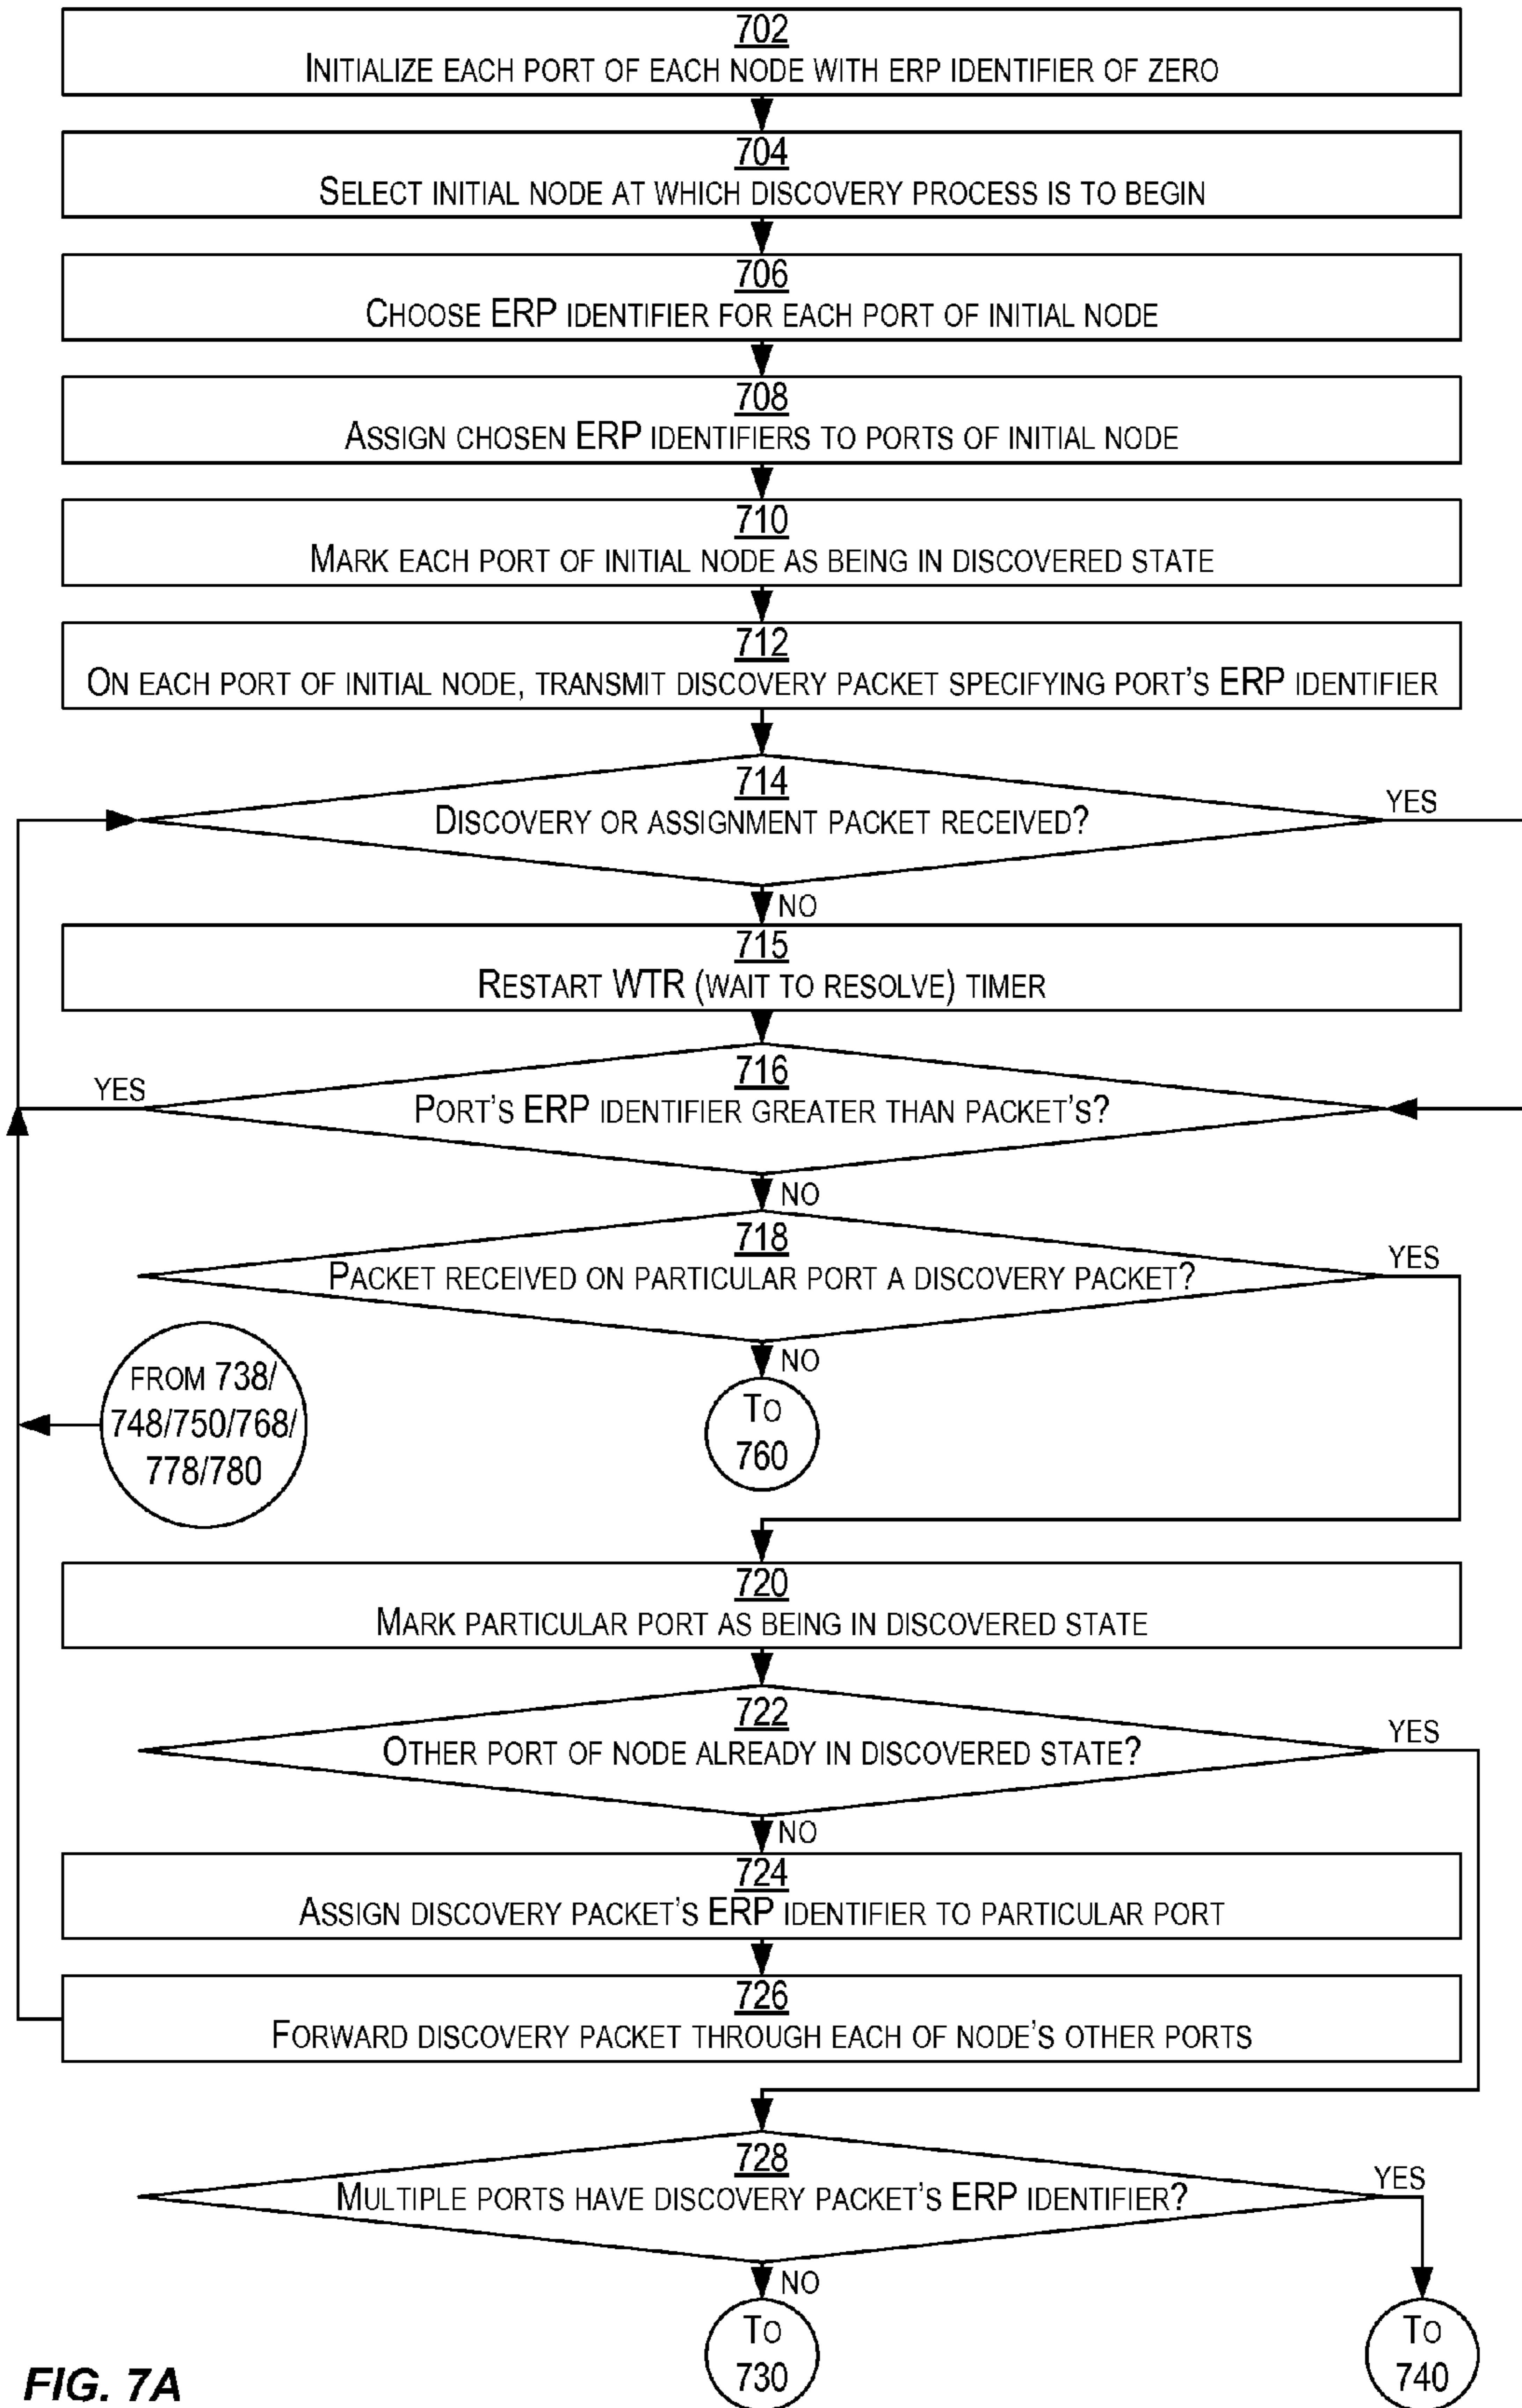 702
Initialize each port of each node with erp identifier of zero
704
Select initial node at which discovery process is to begin
706
Choose ERP identifier for each port of initial node
708
Assign chosen ERP identifiers to ports of initial node
710
Mark each port of initial node as being in discovered state
712
On each port of initial node, transmit discovery packet specifying port's ERP identifier
714
Discovery or assignment packet received?
YES
NO
715
Restart WTR (wait to resolve) timer
716
Port's ERP identifier greater than packet's?
YES
NO
718
Packet received on particular port a discovery packet?
YES
NO
from 738/
748/750/768/
778/780
To
760
720
Mark particular port as being in discovered state
722
Other port of node already in discovered state?
YES
NO
724
Assign discovery packet's ERP identifier to particular port
726
Forward discovery packet through each of node's other ports
728
Multiple ports have discovery packet's ERP identifier?
YES
NO
To
730
To
740
FIG. 7A